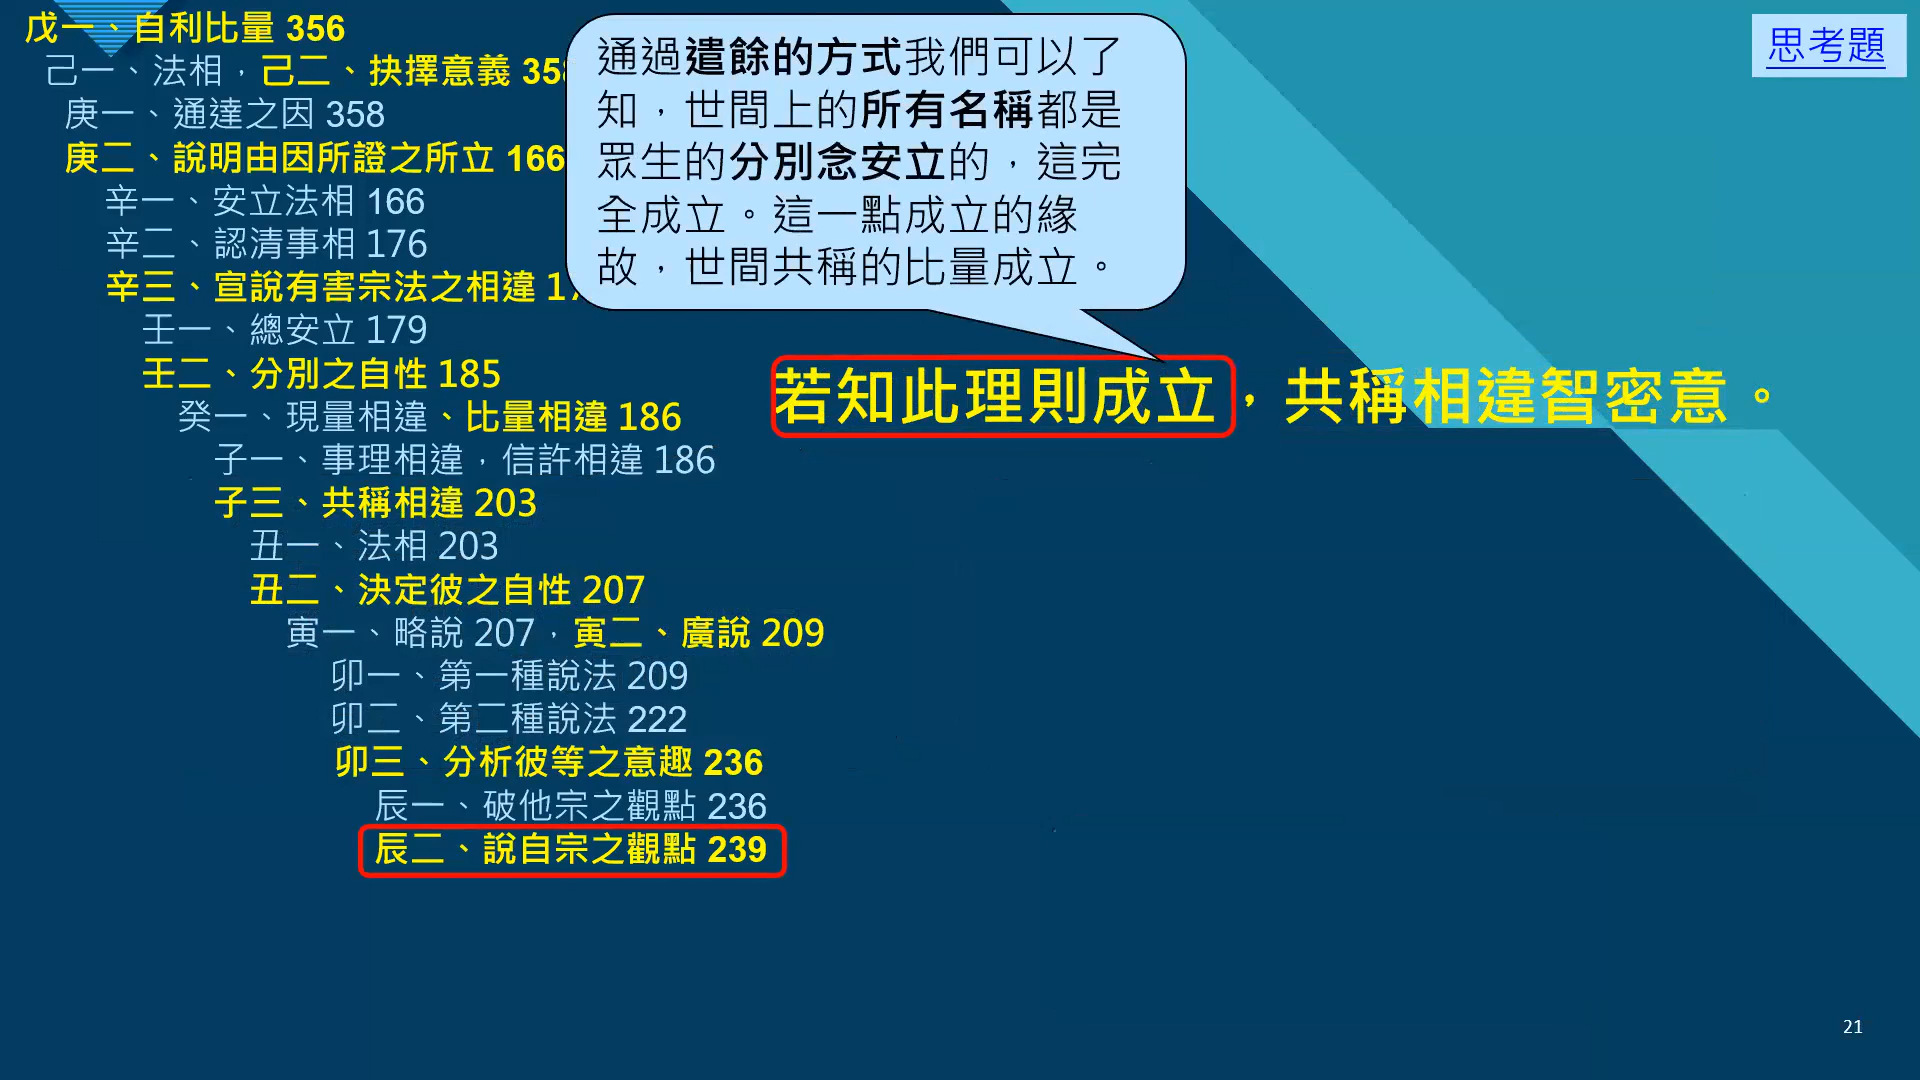 戊一、自利比量 356
己一、法相，己二、抉擇意義 358
庚一、通達之因 358
庚二、說明由因所證之所立 166
辛一、安立法相 166
辛二、認清事相 176
辛三、宣說有害宗法之相違 17
壬一、總安立 179
壬二、分別之自性 185
癸一、現量相違、比量相違 186
子一、事理相違，信許相違 186
子三、共稱相違 203
丑一、法相 203
丑二、決定彼之自性 207
寅一、略說 207，寅二、廣說 209
卯一、第一種說法 209
卯二、第二種說法 222
卯三、分析彼等之意趣 236
辰一、破他宗之觀點 236
辰二、說自宗之觀點 239
通過遣餘的方式我們可以了
知，世間上的所有名稱都是
眾生的分別念安立的，這完
全成立。這一點成立的緣
故，世間共稱的比量成立。
若知此理則成立，共稱相違智密意。
思考題
21